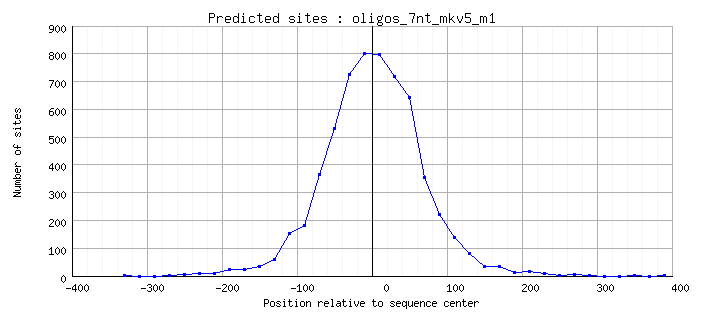 Predicted sites : oligos_7nt_mkv5_m1
900
800
700
600
500
400
300
200
100
0
Number of sites
-400 -300 -200 -100 0 100 200 300 400
Position relative to sequence center